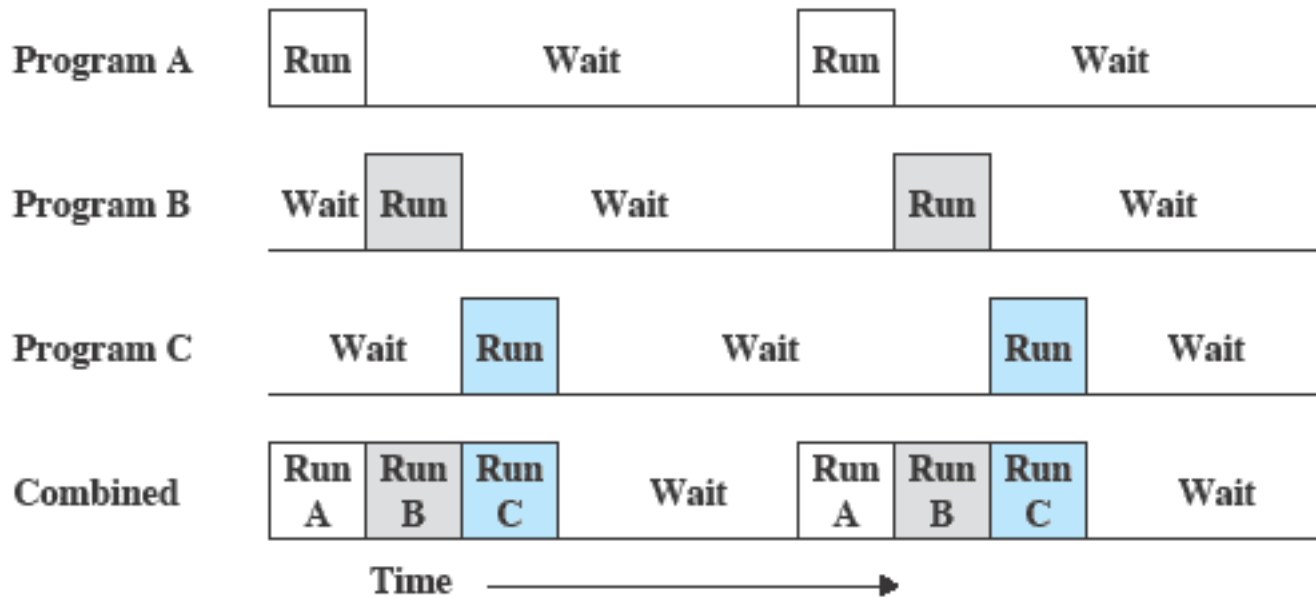 Program A Run Wait Run Wait
Program B Wait Run Wait Run Wait
Program C Wait Run Wait Run Wait
Combined Run A Run B Run C Wait Run A Run B Run C Wait
Time